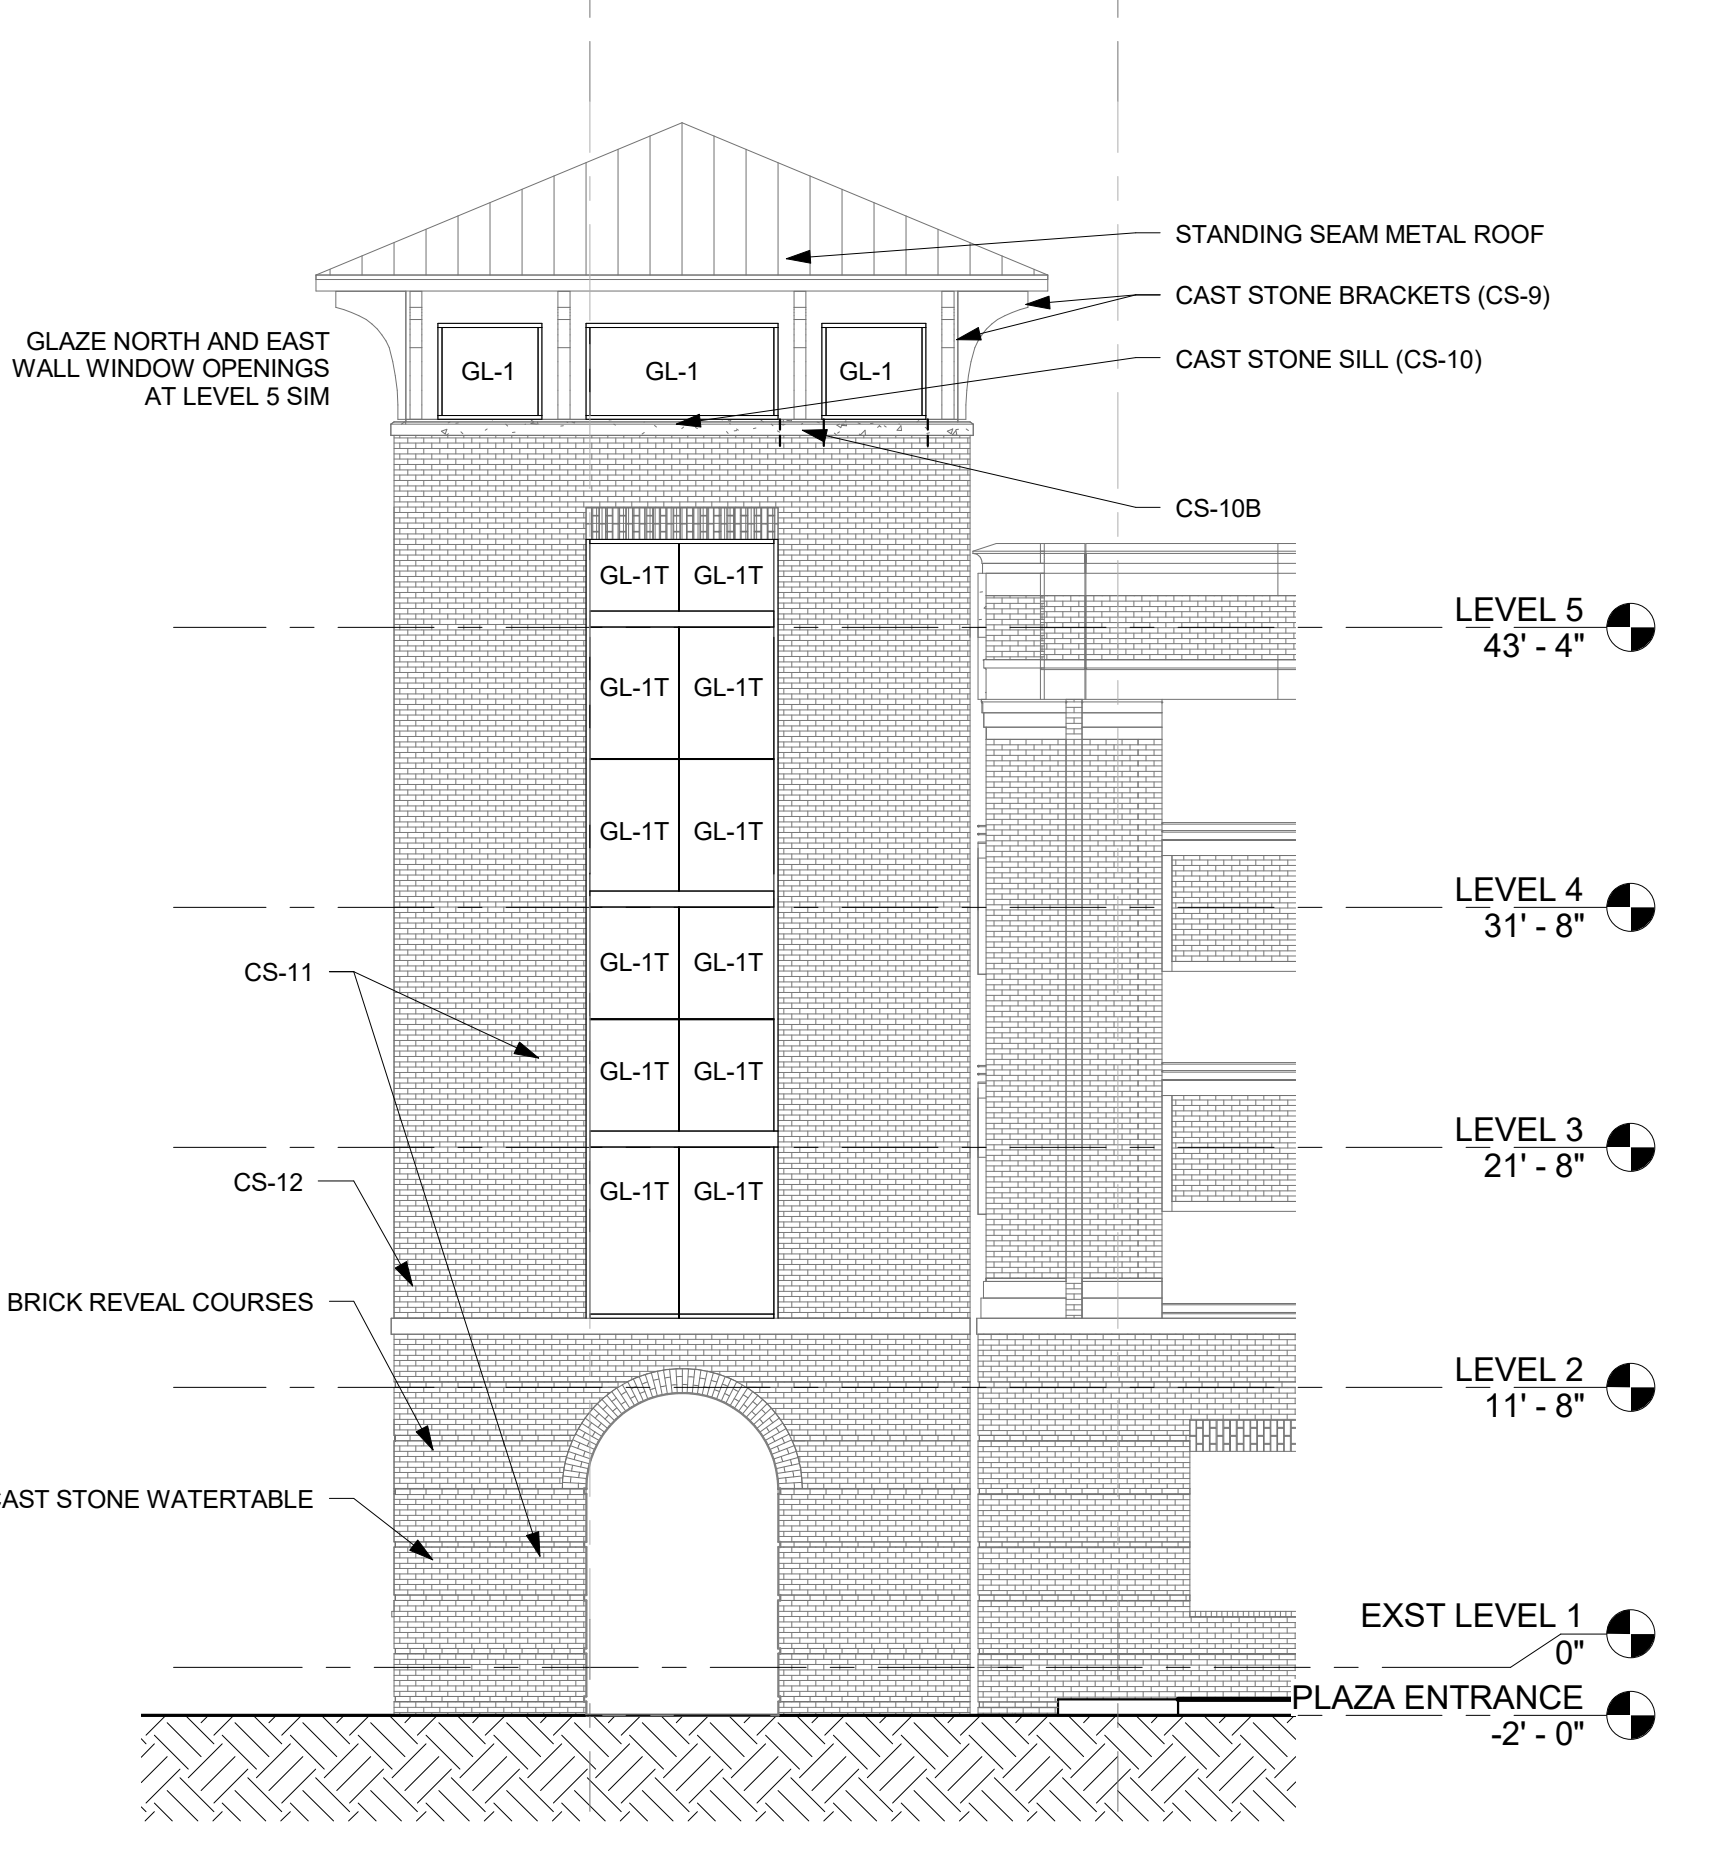 STANDING SEAM METAL ROOF
CAST STONE BRACKETS (CS-9)
GLAZE NORTH AND EAST
WALL WINDOW OPENINGS
AT LEVEL 5 SIM
CAST STONE SILL (CS-10)
GL-1 GL-1 GL-1
CS-10B
GL-1T GL-1T
LEVEL 5
43' - 4"
GL-1T GL-1T
GL-1T GL-1T
LEVEL 4
31' - 8"
GL-1T GL-1T
CS-11
GL-1T GL-1T
LEVEL 3
21' - 8"
CS-12
GL-1T GL-1T
BRICK REVEAL COURSES
LEVEL 2
11' - 8"
CAST STONE WATERTABLE
EXST LEVEL 1
0"
PLAZA ENTRANCE
-2' - 0"